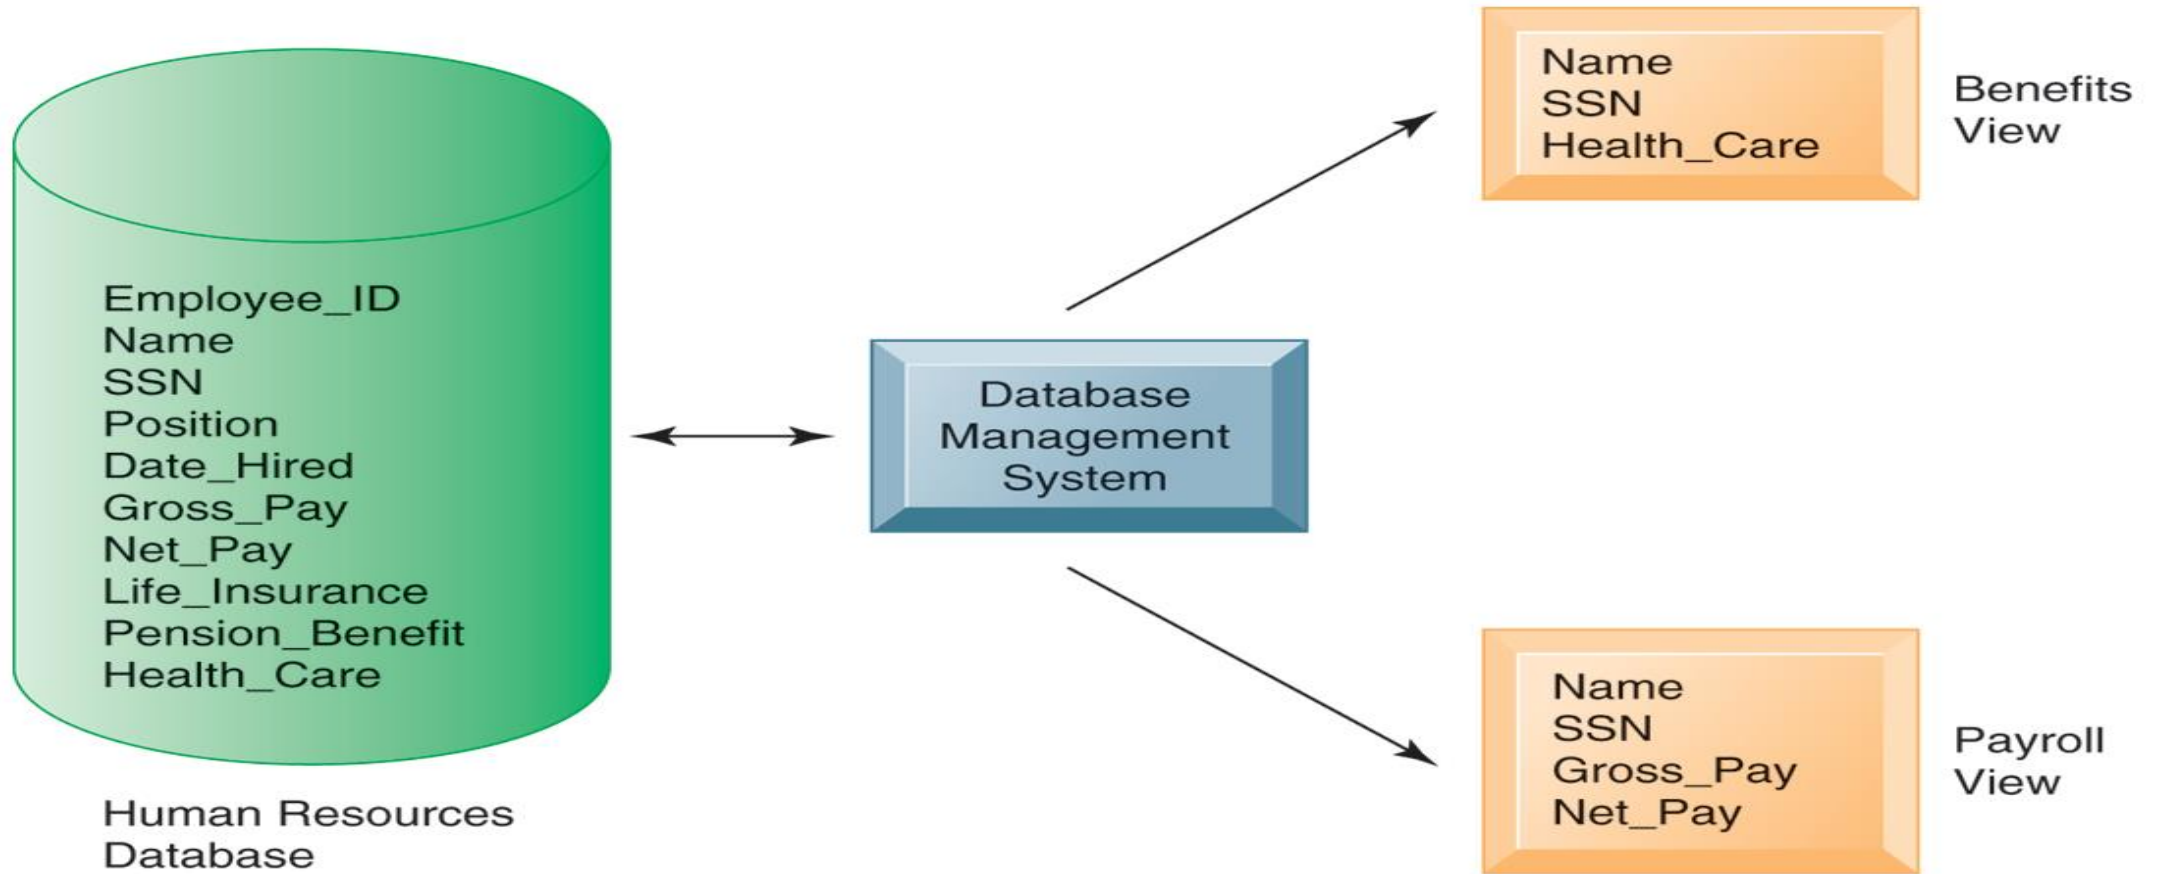 Employee_ID
Name
SSN
Position
Date_Hired
Gross_Pay
Net_Pay
Life_Insurance
Pension_Benefit
Health_Care
Human Resources
Database
Database
Management
System
Name
SSN
Health_Care
Benefits
View
Name
SSN
Gross_Pay
Net_Pay
Payroll
View